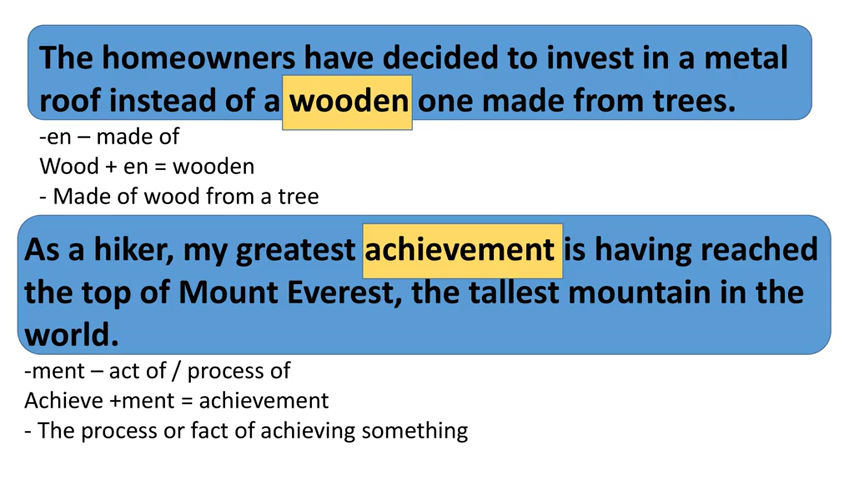 The homeowners have decided to invest in a metal
roof instead of a wooden one made from trees.
-en – made of
Wood + en = wooden
- Made of wood from a tree
As a hiker, my greatest achievement is having reached
the top of Mount Everest, the tallest mountain in the
world.
-ment – act of / process of
Achieve +ment = achievement
- The process or fact of achieving something